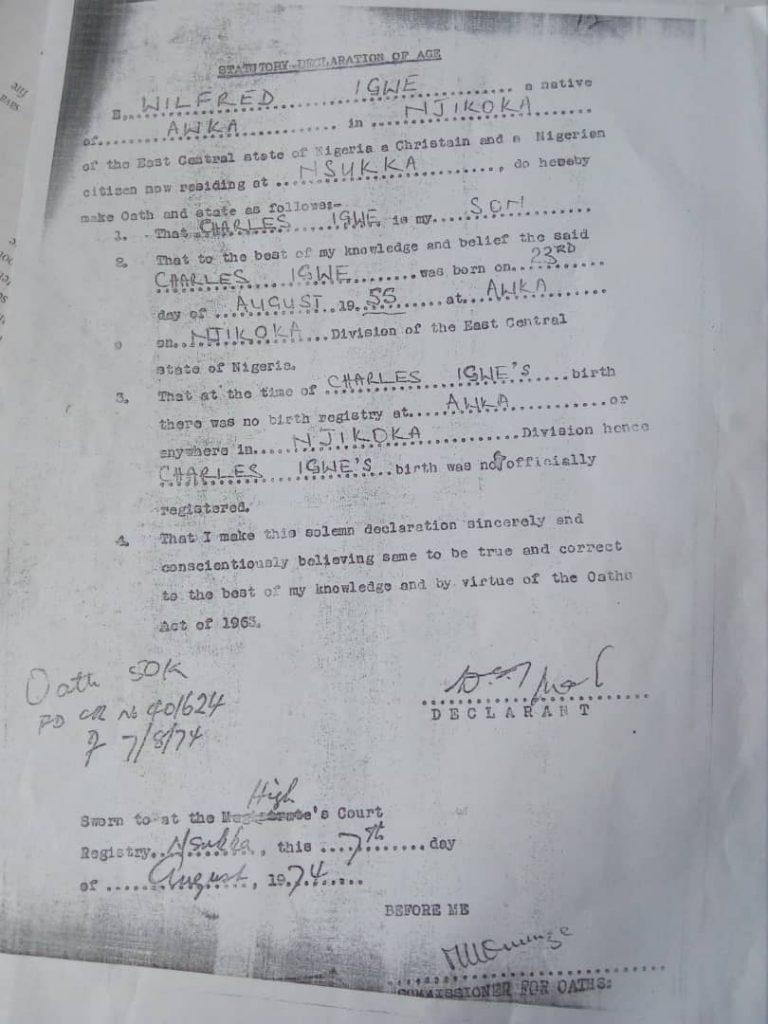 STATUTORY DECLARATION OF AGE
I,..WILFRED IGWE a native
of....AWKA in NJIKOKA
of the East Central state of Nigeria a Christain and a Nigerian
citizen now residing at ...NSUKKA..., do hereby
make Oath and state as follows:-
1. That CHARLES IGWE is my...SON
2. That to the best of my knowledge and belief the said
CHARLES IGWE was born on..23RD
day of ..AUGUST..19..55.....at..AWKA
on..NJIKOKA....Division of the East Central
state of Nigeria.
3. That at the time of CHARLES IGWE'S.....birth
there was no birth registry at....AWKA........or
anywhere in....NJIKOKA..........Division hence
CHARLES IGWE'S..birth was not officially
registered.
4. That I make this solemn declaration sincerely and
conscientiously believing same to be true and correct
to the best of my knowledge and by virtue of the Oaths
Act of 1963.
Oath 50K
CR No 401624
7/8/74
DECLARANT
High
Sworn to at the Magistrate's Court
Registry..Nsukka, this ...7th......day
of .....August, 1974
BEFORE ME
COMMISSIONER FOR OATHS: